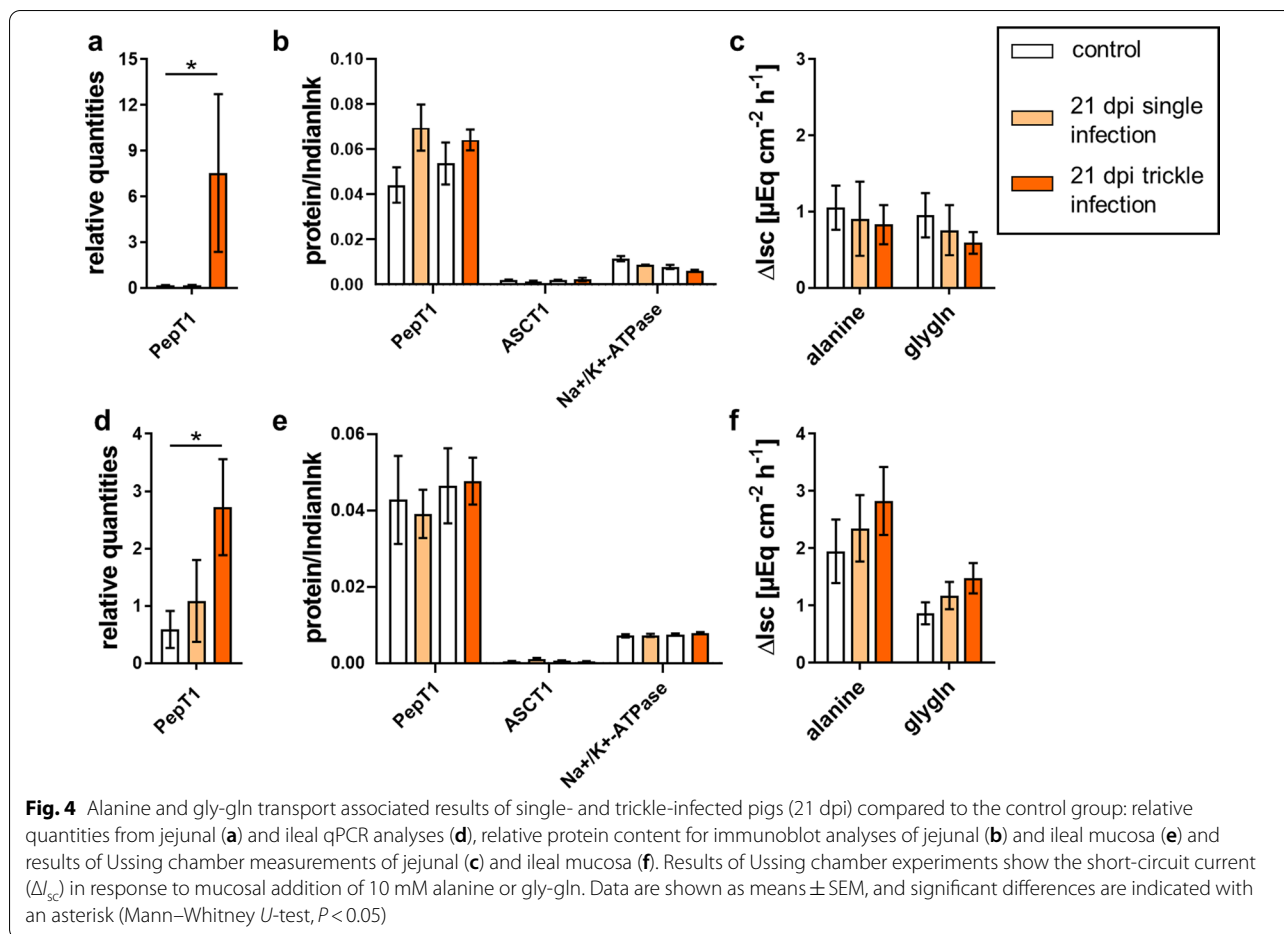 a
b
c
control
21 dpi single
infection
21 dpi trickle
infection
relative quantities
15
12
9
6
3
0
*
PepT1
protein/IndianInk
0.10
0.08
0.06
0.04
0.02
0.00
PepT1
ASCT1
Na+/K+-ATPase
ΔIsc [µEq cm-2 h-1]
3
2
1
0
alanine
glygln
d
e
f
relative quantities
4
3
2
1
0
*
PepT1
protein/IndianInk
0.06
0.04
0.02
0.00
PepT1
ASCT1
Na+/K+-ATPase
ΔIsc [µEq cm-2 h-1]
4
3
2
1
0
alanine
glygln
Fig. 4 Alanine and gly-gln transport associated results of single- and trickle-infected pigs (21 dpi) compared to the control group: relative
quantities from jejunal (a) and ileal qPCR analyses (d), relative protein content for immunoblot analyses of jejunal (b) and ileal mucosa (e) and
results of Ussing chamber measurements of jejunal (c) and ileal mucosa (f). Results of Ussing chamber experiments show the short-circuit current
(ΔIsc) in response to mucosal addition of 10 mM alanine or gly-gln. Data are shown as means ± SEM, and significant differences are indicated with
an asterisk (Mann–Whitney U-test, P < 0.05)